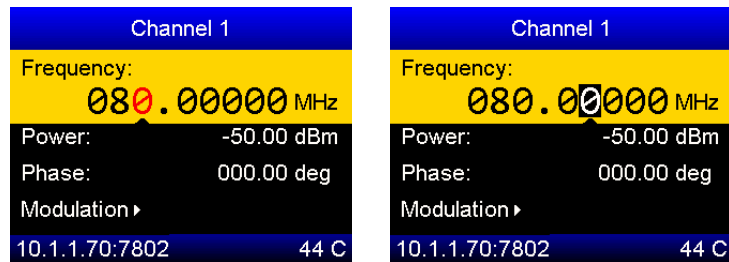 Channel 1
Frequency:
080.00000 MHz
Power: -50.00 dBm
Phase: 000.00 deg
Modulation ▸
10.1.1.70:7802 44 C
Channel 1
Frequency:
080.00000 MHz
Power: -50.00 dBm
Phase: 000.00 deg
Modulation ▸
10.1.1.70:7802 44 C